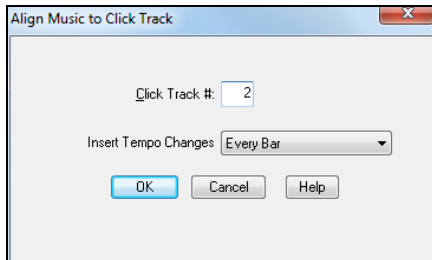 Align Music to Click Track
Click Track #: 2
Insert Tempo Changes Every Bar
OK Cancel Help